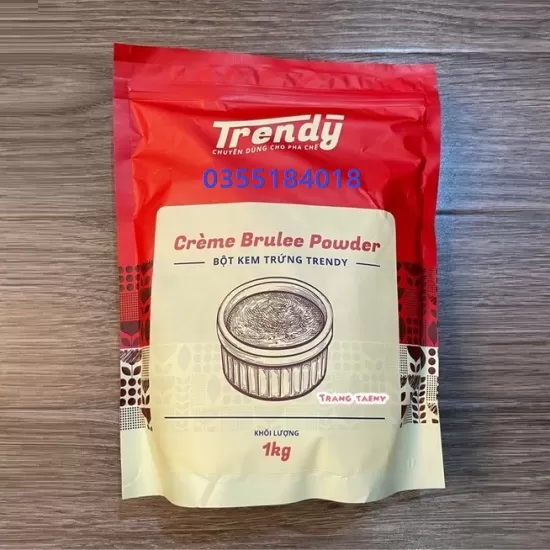 Trendy
CHUYÊN DÙNG CHO PHA CHẾ
0355184018
Crème Brulee Powder
BỘT KEM TRỨNG TRENDY
TRANG TAENY
KHỐI LƯỢNG
1kg